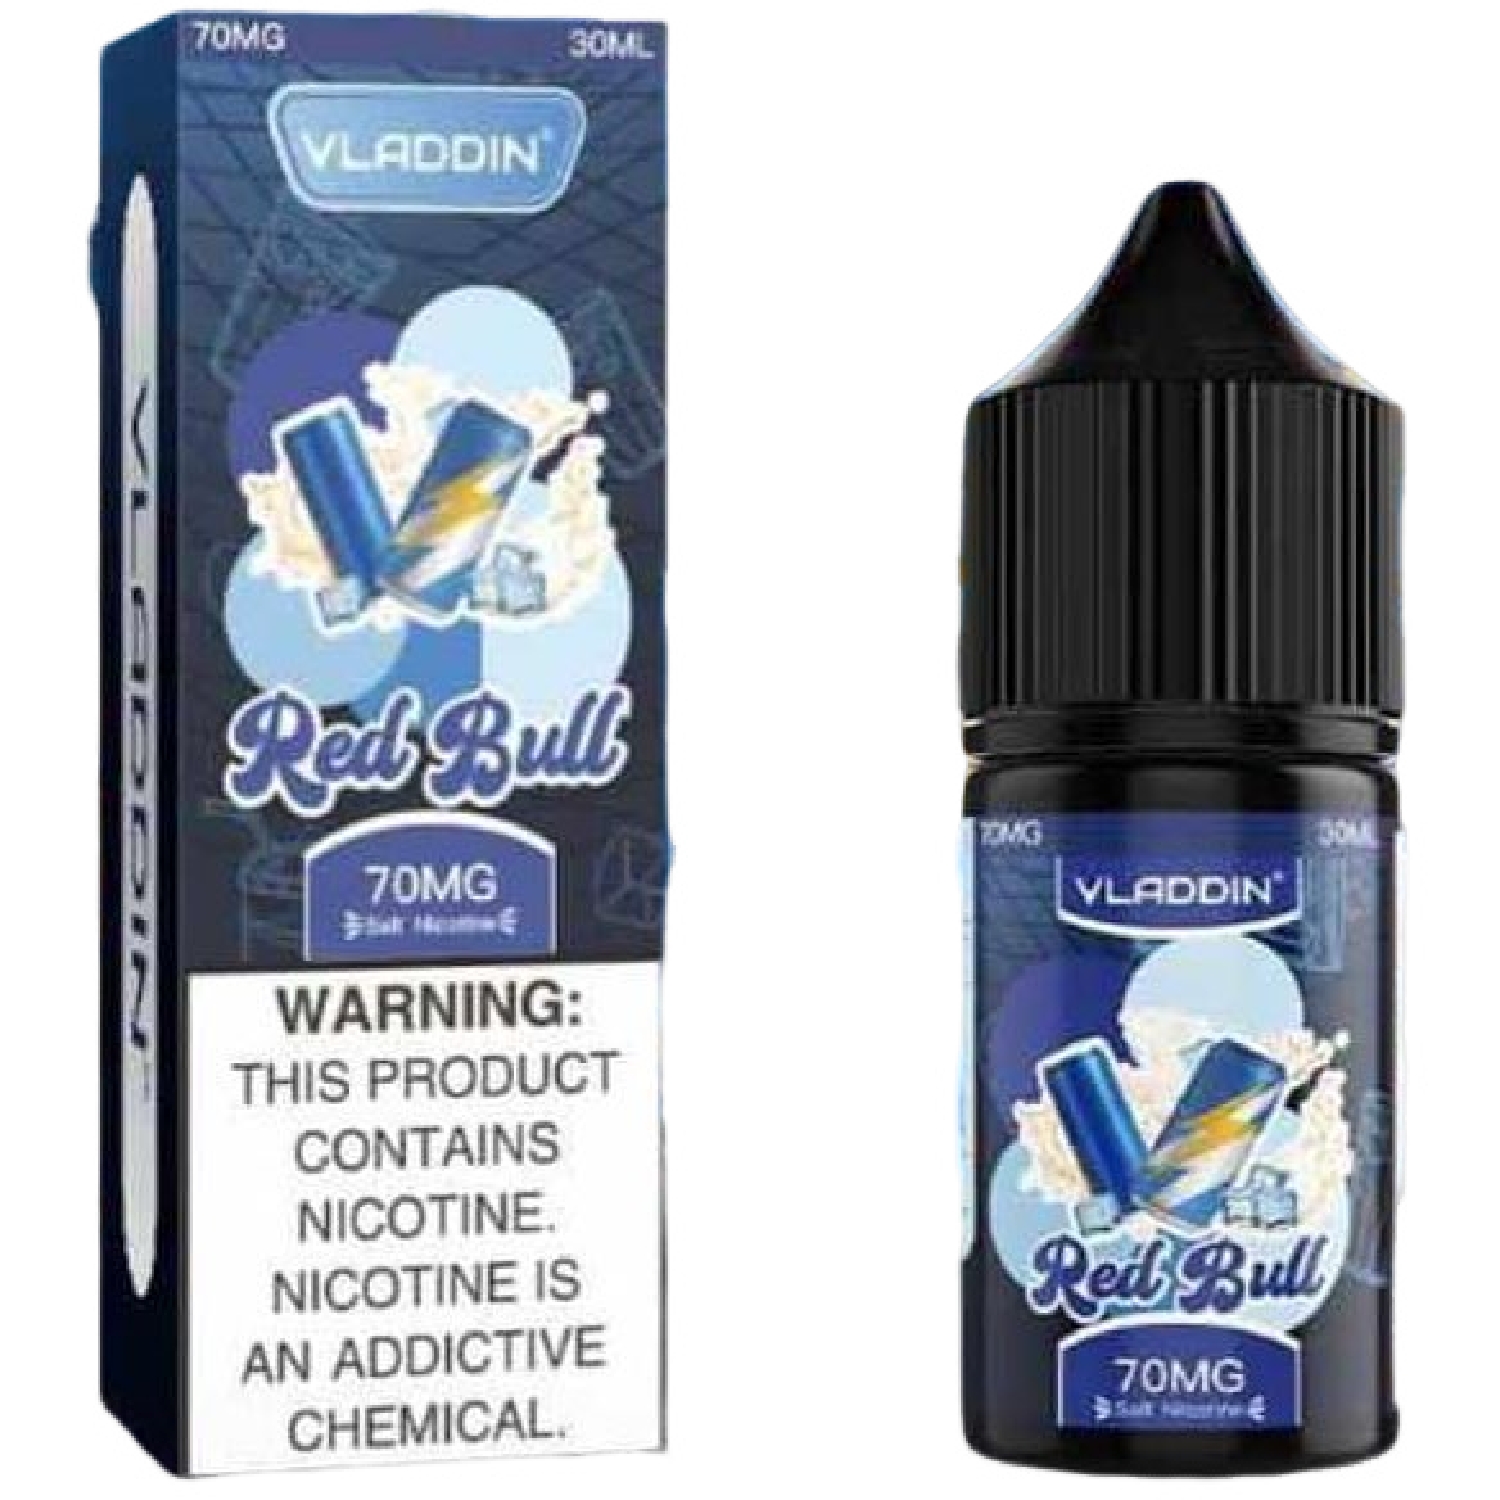 70MG 30ML
VLADDIN®
VLADDIN
Red Bull
70MG
Salt Nicotine
WARNING:
THIS PRODUCT
CONTAINS
NICOTINE.
NICOTINE IS
AN ADDICTIVE
CHEMICAL.
70MG 30ML
VLADDIN®
Red Bull
70MG
Salt Nicotine